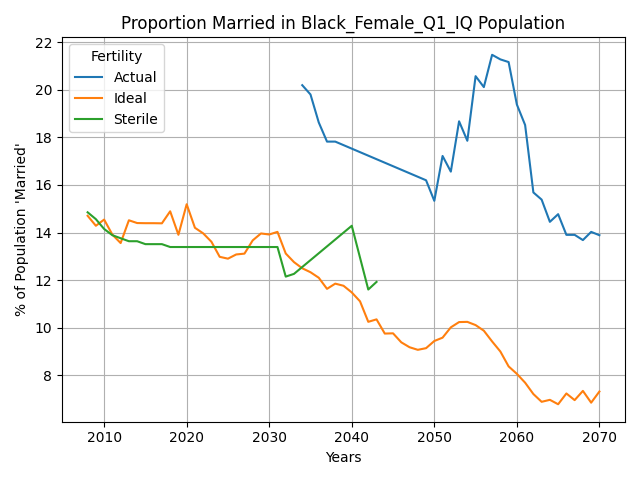 Proportion Married in Black_Female_Q1_IQ Population
22
20
18
16
14
12
10
8
% of Population 'Married'
Fertility
Actual
Ideal
Sterile
2010
2020
2030
2040
2050
2060
2070
Years